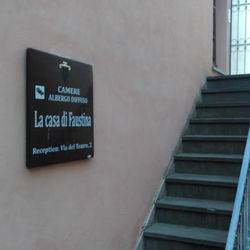 CAMERE
ALBERGO DIFFUSO
La casa di Faustina
Reception: Via del Teatro, 2